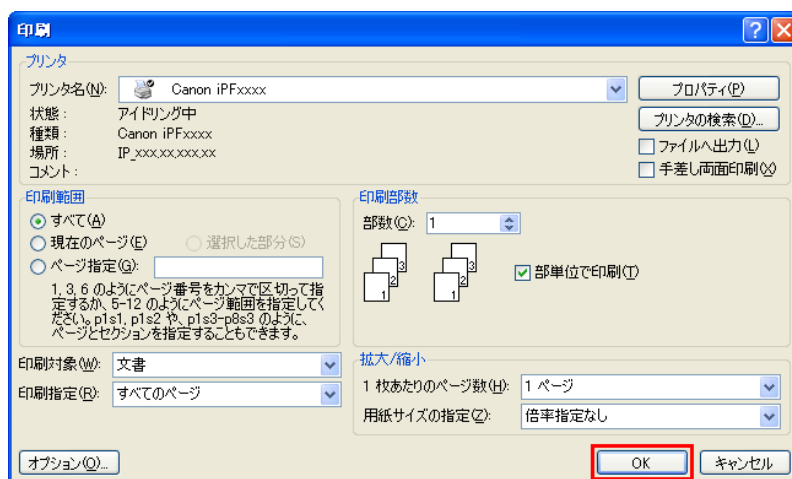 印刷
プリンタ
プリンタ名(N): Canon iPFxxxx プロパティ(P)
状態: アイドリング中 プリンタの検索(D)...
種類: Canon iPFxxxx
場所: IP_xxx,xx,xxx,xx ファイルへ出力(L)
コメント: 手差し両面印刷(X)
印刷範囲 印刷部数
すべて(A) 部数(C): 1
現在のページ(E) 選択した部分(S)
ページ指定(G):
1, 3, 6 のようにページ番号をカンマで区切って指
定するか、5-12 のようにページ範囲を指定してく
ださい。p1s1, p1s2 や、p1s3-p8s3 のように、
ページとセクションを指定することもできます。
1 2 3 1 2 3 部単位で印刷(T)
印刷対象(W): 文書 拡大/縮小
印刷指定(R): すべてのページ 1 枚あたりのページ数(H): 1 ページ
用紙サイズの指定(Z): 倍率指定なし
オプション(O)... OK キャンセル